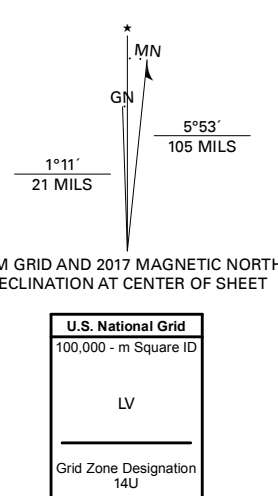 ★
MN
GN
5°53´
105 MILS
1°11´
21 MILS
M GRID AND 2017 MAGNETIC NORTH
ECLINATION AT CENTER OF SHEET
U.S. National Grid
100,000 - m Square ID
LV
Grid Zone Designation
14U